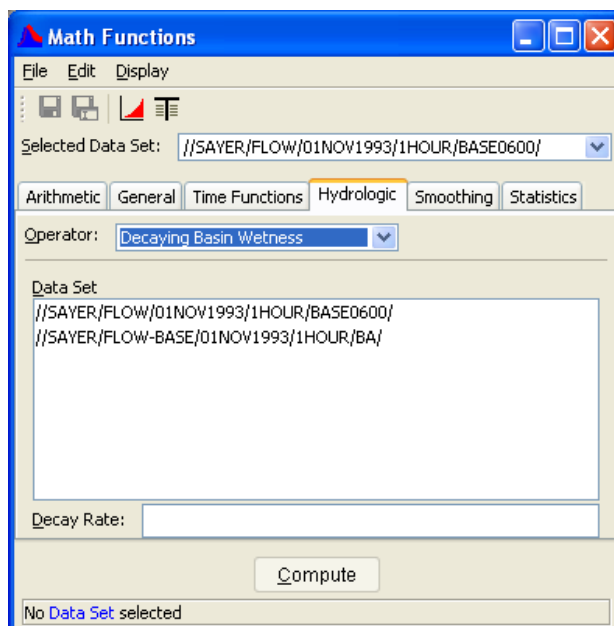 Math Functions
File Edit Display
Selected Data Set: //SAYER/FLOW/01NOV1993/1HOUR/BASE0600/
Arithmetic General Time Functions Hydrologic Smoothing Statistics
Operator: Decaying Basin Wetness
Data Set
//SAYER/FLOW/01NOV1993/1HOUR/BASE0600/
//SAYER/FLOW-BASE/01NOV1993/1HOUR/BA/
Decay Rate:
Compute
No Data Set selected